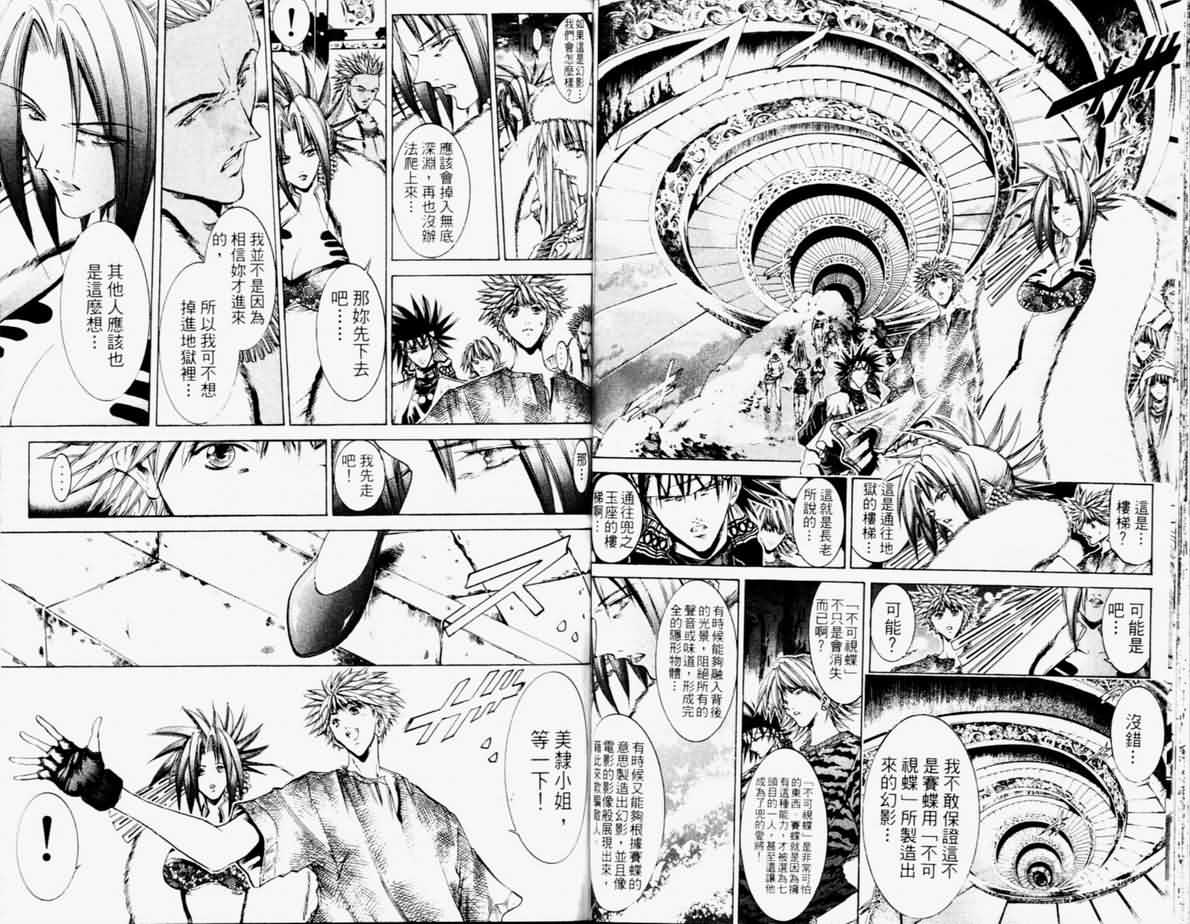 這是…
樓梯？
這是通往地
獄的樓梯…
這就是長老
所說的…
通往兜之
玉座的樓
梯啊…
可能是
吧…
可能？
「不可視蝶」
不只是會消失
而已啊？
有時候能夠融入背後
的光景，阻絕所有的
聲音或味道，形成完
全的隱形物體…
沒錯…
我不敢保證這不
是賽蝶用「不可
視蝶」所製造出
來的幻影…
「不可視蝶」是非常可怕
的東西，賽蝶就是因為擁
有這種能力，才被選為七
頭目的一人，甚至還讓他
成為了兜的愛將！
有時候又能夠根據賽蝶的
意思製造出幻影，並且像
電影的影像般展現出來，
藉此來欺騙敵人…
如果這是幻影…
我們會怎麼樣？
…
應該會掉入無底
深淵，再也沒辦
法爬上來…
！
…
那妳先下去
吧……
我並不是因為
相信妳才進來
的，
所以我可不想
掉進地獄裡…
其他人應該也
是這麼想…
那…
我先走
吧！
…
美隸小姐，
等一下！
！